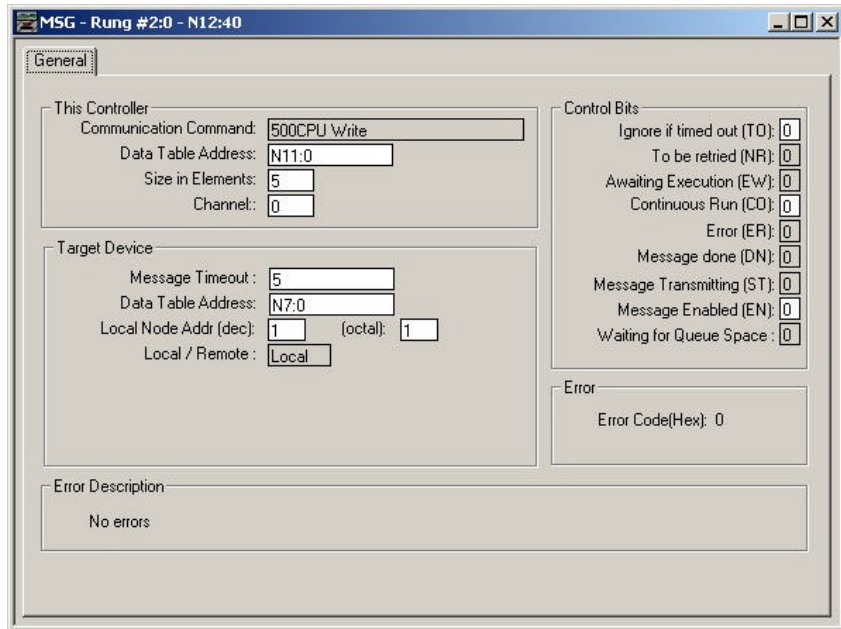 MSG - Rung #2:0 - N12:40
General
This Controller
Communication Command: 500CPU Write
Data Table Address: N11:0
Size in Elements: 5
Channel:: 0
Target Device
Message Timeout : 5
Data Table Address: N7:0
Local Node Addr (dec): 1 (octal): 1
Local / Remote : Local
Control Bits
Ignore if timed out (TO): 0
To be retried (NR): 0
Awaiting Execution (EW): 0
Continuous Run (CO): 0
Error (ER): 0
Message done (DN): 0
Message Transmitting (ST): 0
Message Enabled (EN): 0
Waiting for Queue Space : 0
Error
Error Code(Hex): 0
Error Description
No errors